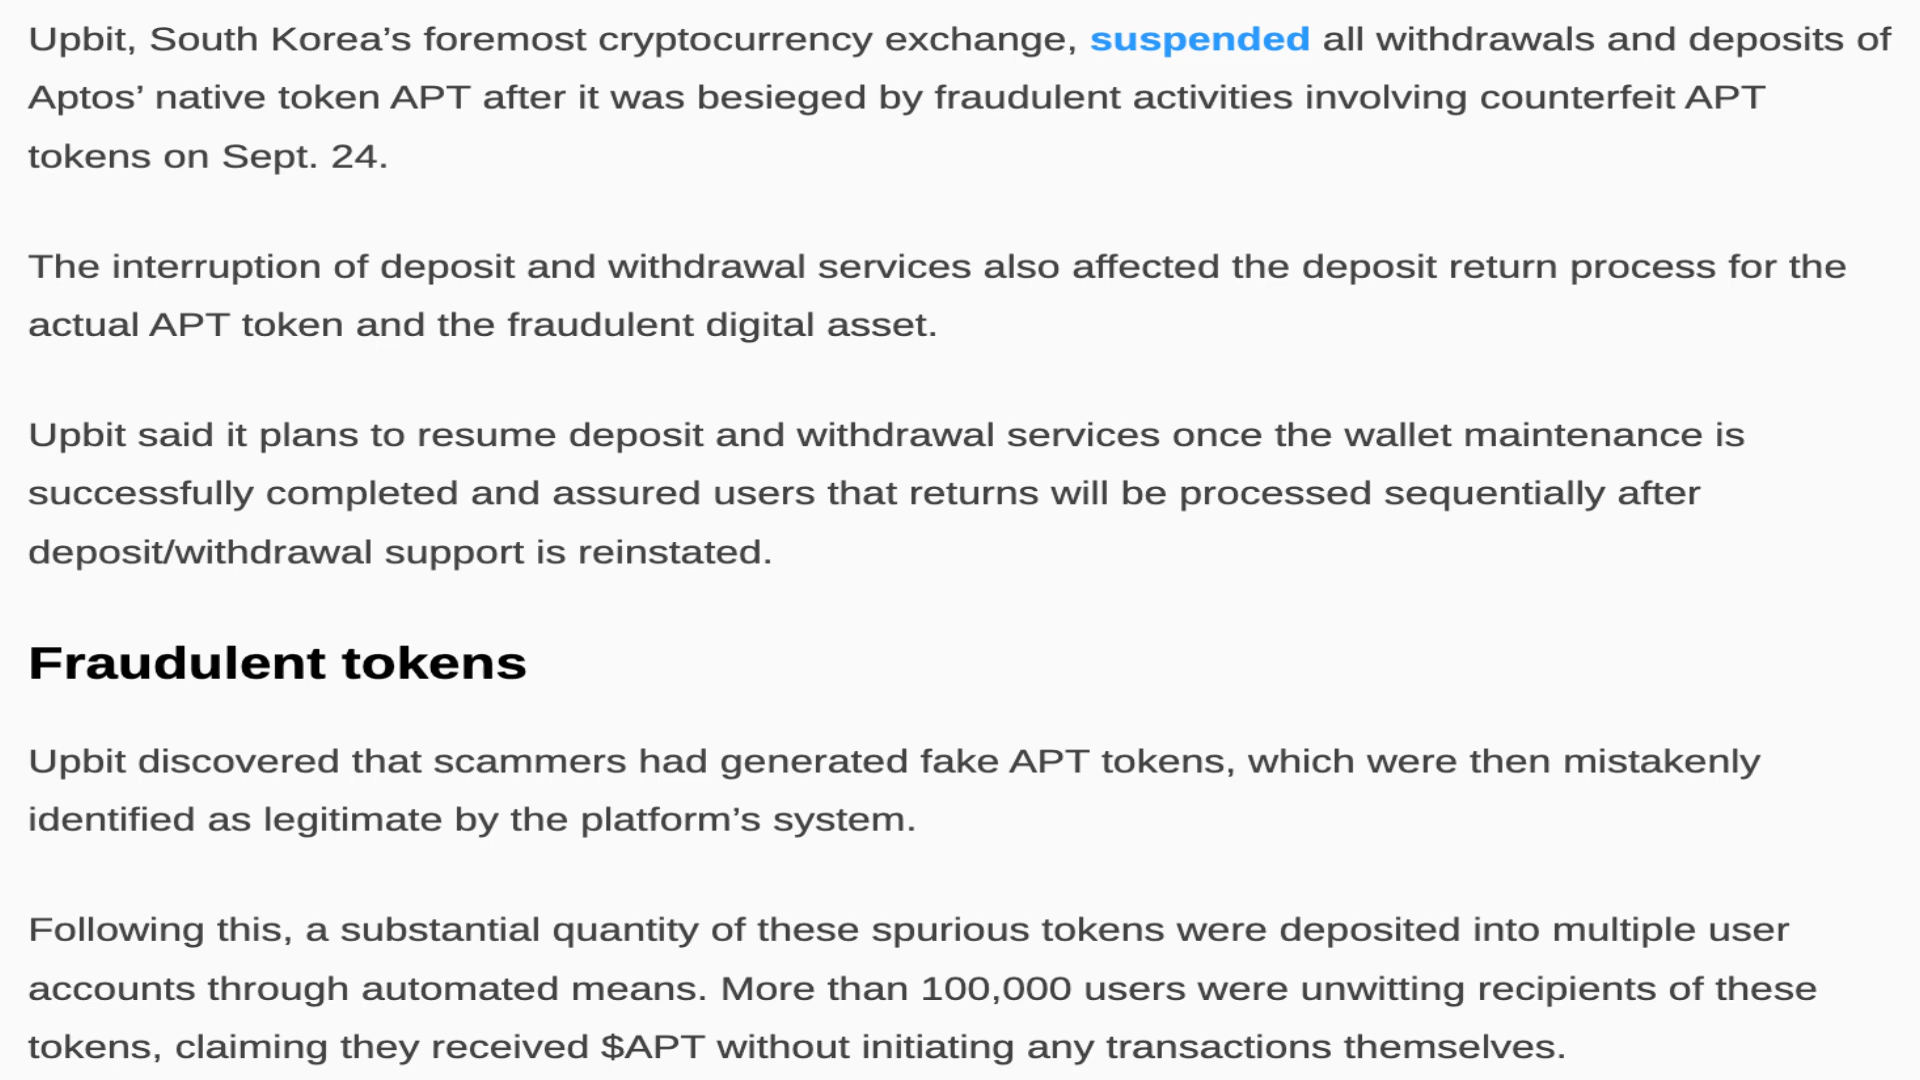 Upbit, South Korea’s foremost cryptocurrency exchange, suspended all withdrawals and deposits of
Aptos’ native token APT after it was besieged by fraudulent activities involving counterfeit APT
tokens on Sept. 24.
The interruption of deposit and withdrawal services also affected the deposit return process for the
actual APT token and the fraudulent digital asset.
Upbit said it plans to resume deposit and withdrawal services once the wallet maintenance is
successfully completed and assured users that returns will be processed sequentially after
deposit/withdrawal support is reinstated.
Fraudulent tokens
Upbit discovered that scammers had generated fake APT tokens, which were then mistakenly
identified as legitimate by the platform’s system.
Following this, a substantial quantity of these spurious tokens were deposited into multiple user
accounts through automated means. More than 100,000 users were unwitting recipients of these
tokens, claiming they received $APT without initiating any transactions themselves.